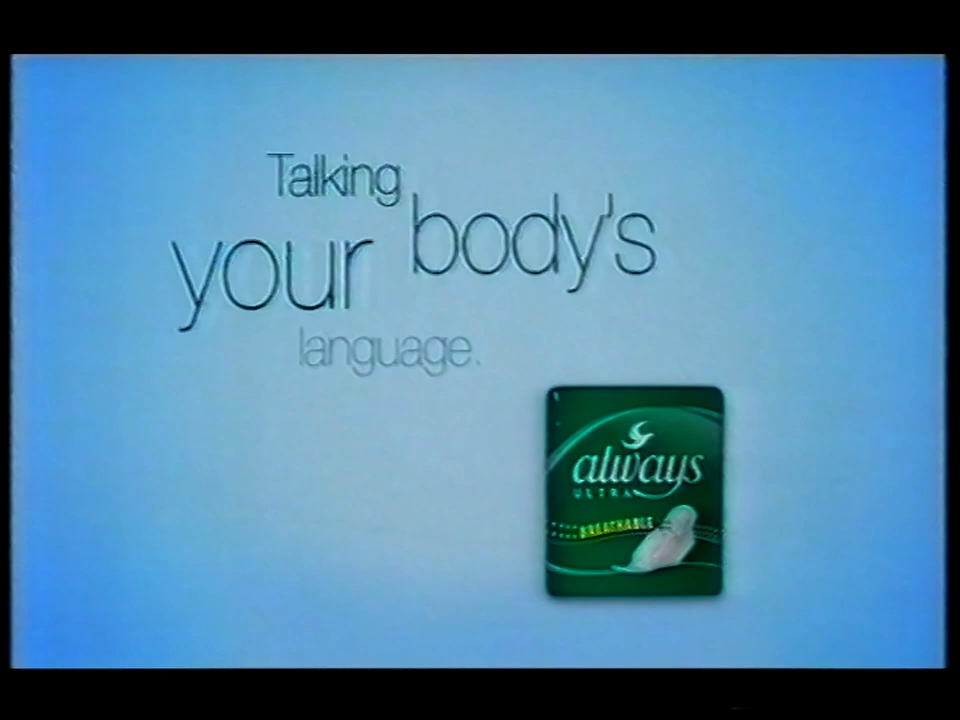 Talking
your body's
language.
always
ULTRA
BREATHABLE